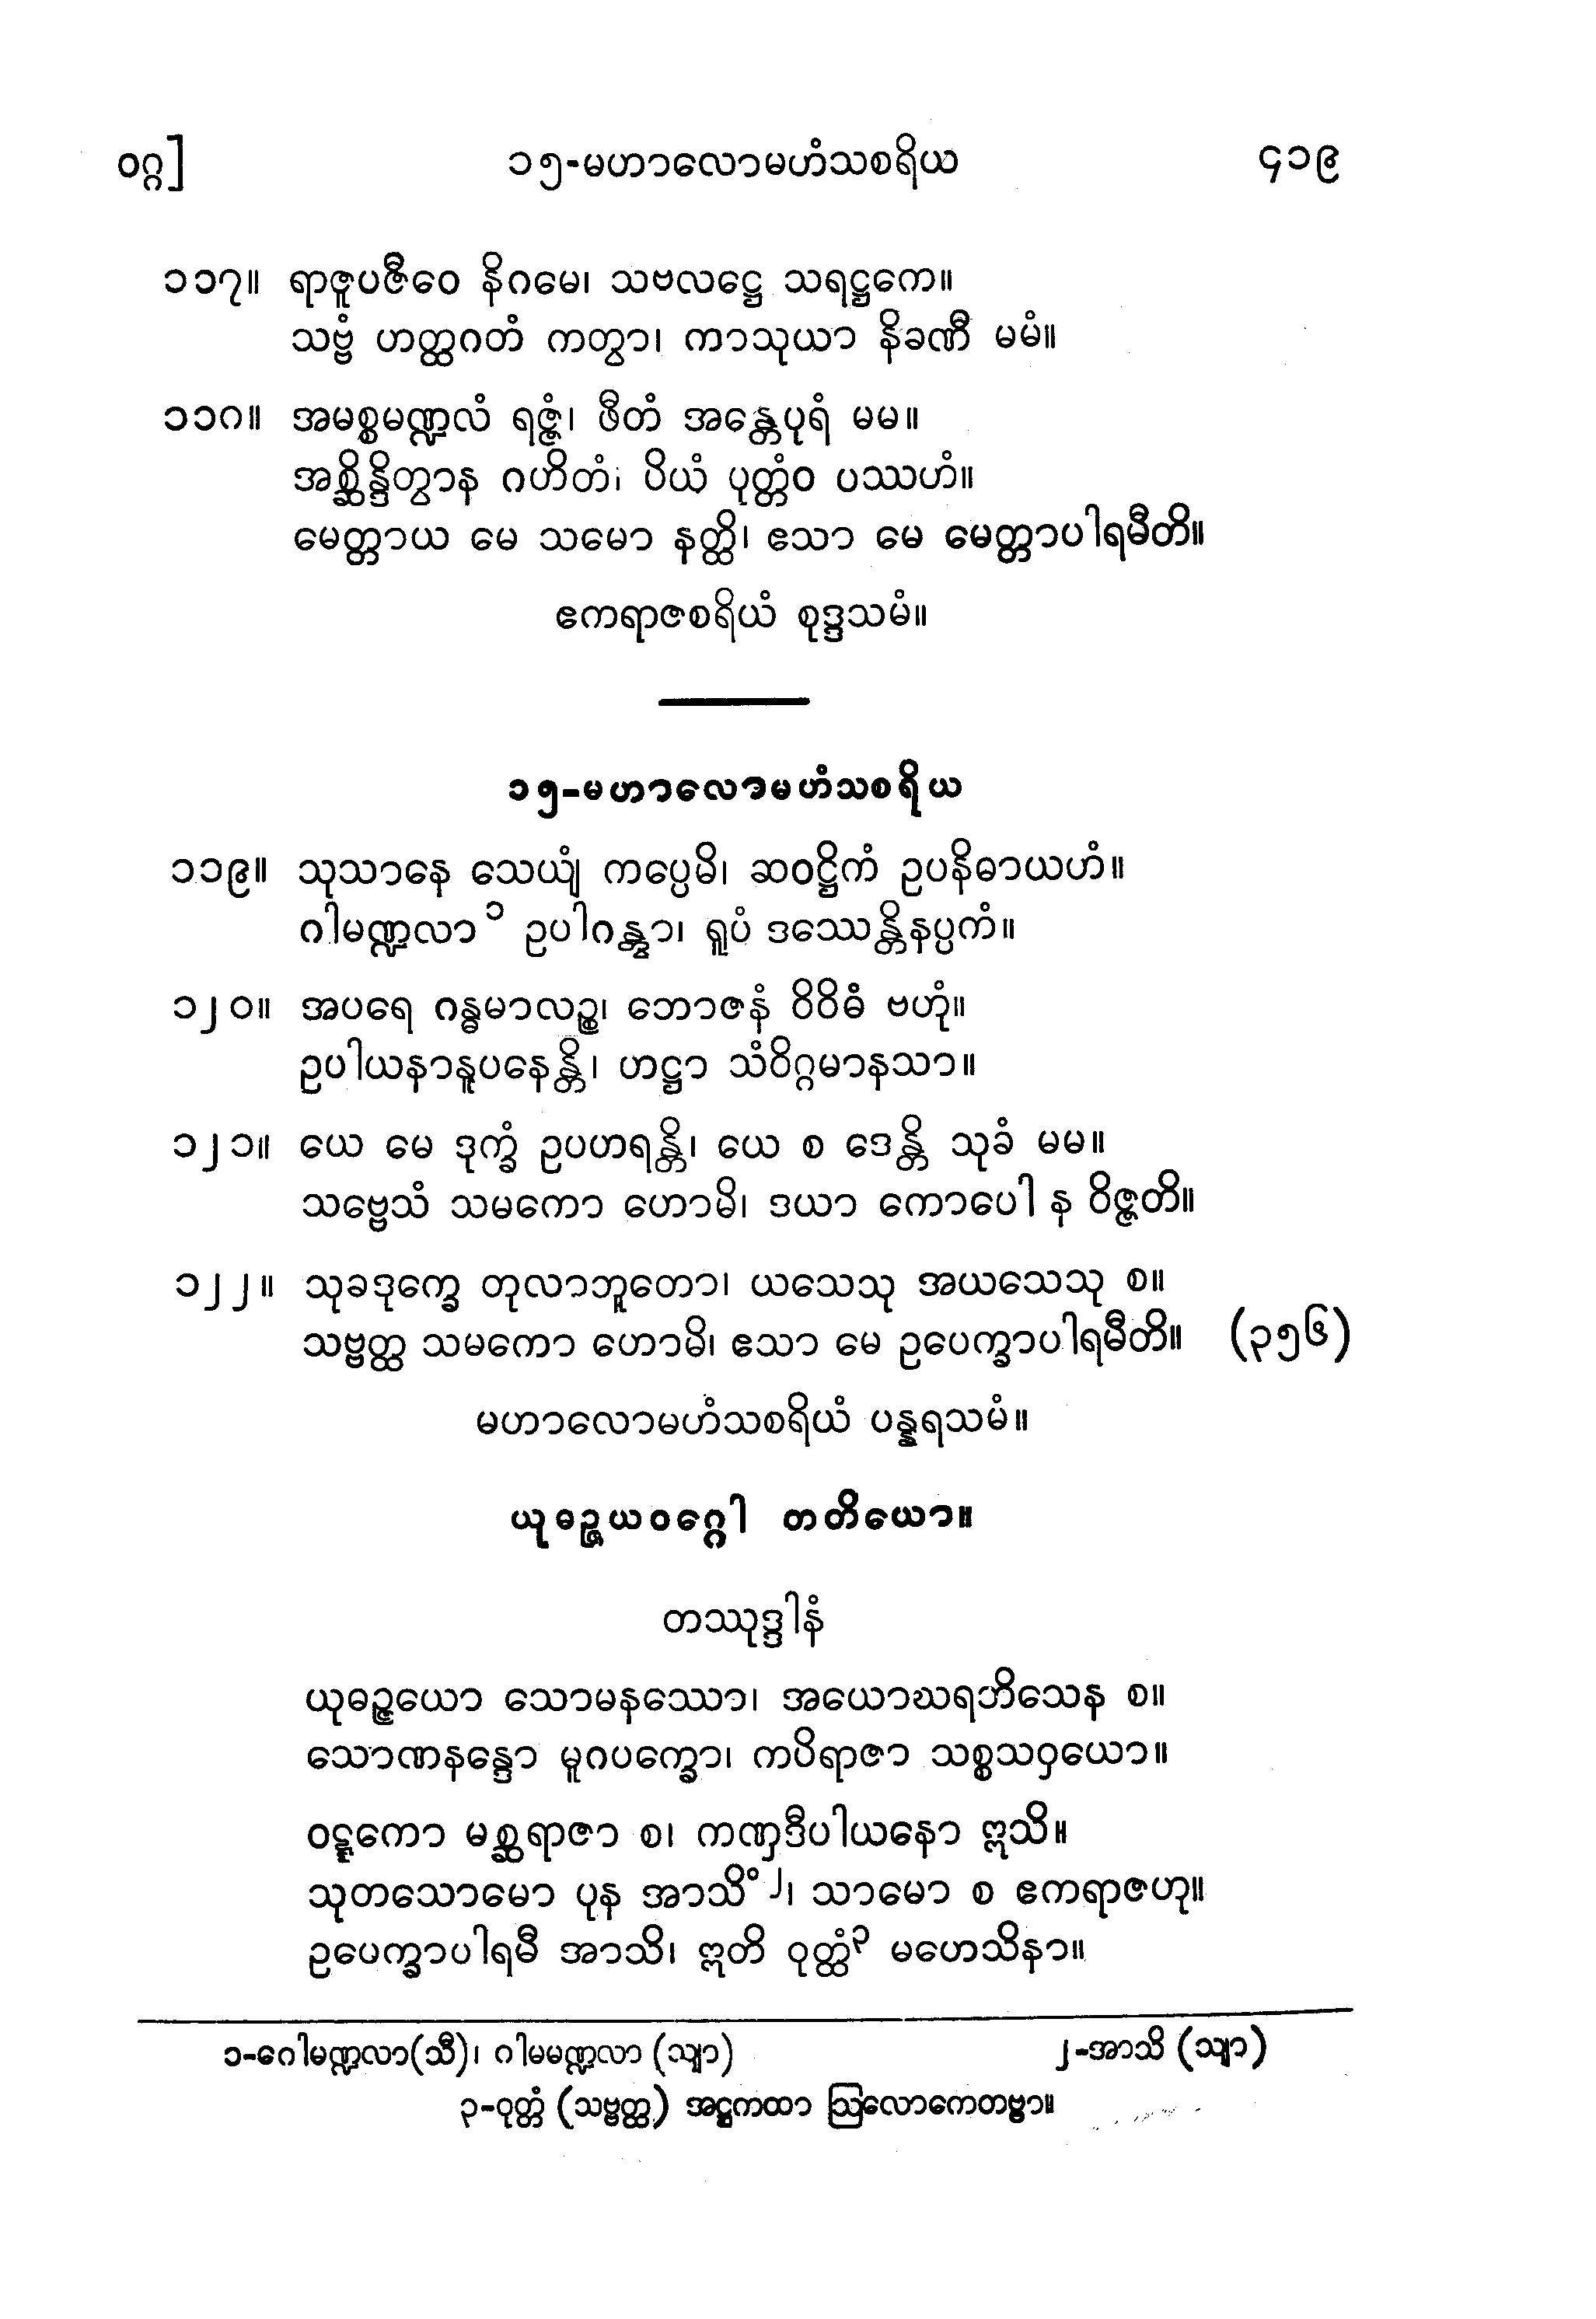 ဝဂ္ဂ] ၁၅-မဟာလောမဟံသစရိယ ၄၁၉
၁၁၇။ ရာဇူပဇီဝေ နိဂမေ၊ သဗလဋ္ဌေ သရဋ္ဌကေ။
သဗ္ဗံ ဟတ္ထဂတံ ကတွာ၊ ကာသုယာ နိခဏီ မမံ။
၁၁ဂ။ အမစ္စမဏ္ဍလံ ရဇ္ဇံ၊ ဖီတံ အန္တေပုရံ မမ။
အစ္ဆိန္ဒိတွာန ဂဟိတံ၊ ပိယံ ပုတ္တံဝ ပဿဟံ။
မေတ္တာယ မေ သမော နတ္ထိ၊ ဧသာ မေ မေတ္တာပါရမီတိ။
ဧကရာဇစရိယံ စုဒ္ဒသမံ။
၁၅-မဟာလောမဟံသစရိယ
၁၁၉။ သုသာနေ သေယျံ ကပ္ပေမိ၊ ဆဝဋ္ဌိကံ ဥပနိဓာယဟံ။
ဂါမဏ္ဍလာ၁ ဥပါဂန္တွာ၊ ရူပံ ဒဿေန္တိနပ္ပကံ။
၁၂၀။ အပရေ ဂန္ဓမာလဉ္စ၊ ဘောဇနံ ဝိဝိဓံ ဗဟုံ။
ဥပါယနာနူပနေန္တိ၊ ဟဋ္ဌာ သံဝိဂ္ဂမာနသာ။
၁၂၁။ ယေ မေ ဒုက္ခံ ဥပဟရန္တိ၊ ယေ စ ဒေန္တိ သုခံ မမ။
သဗ္ဗေသံ သမကော ဟောမိ၊ ဒယာ ကောပေါ န ဝိဇ္ဇတိ။
၁၂၂။ သုခဒုက္ခေ တုလာဘူတော၊ ယသေသု အယသေသု စ။
သဗ္ဗတ္ထ သမကော ဟောမိ၊ ဧသာ မေ ဥပေက္ခာပါရမီတိ။ (၃၅၆)
မဟာလောမဟံသစရိယံ ပန္နရသမံ။
ယုဓဉ္ဇယဝဂ္ဂေါ တတိယော။
တဿုဒ္ဒါနံ
ယုဓဉ္ဇယော သောမနဿော၊ အယောဃရဘိသေန စ။
သောဏနန္ဒော မူဂပက္ခော၊ ကပိရာဇာ သစ္စသဝှယော။
ဝဋ္ဋကော မစ္ဆရာဇာ စ၊ ကဏှဒီပါယနော ဣသိ။
သုတသောမော ပုန အာသိံ၂၊ သာမော စ ဧကရာဇဟု။
ဥပေက္ခာပါရမီ အာသိ၊ ဣတိ ဝုတ္ထံ၃ မဟေသိနာ။
၁-ဂေါမဏ္ဍလာ(သီ)၊ ဂါမမဏ္ဍလာ (သျာ) ၂-အာသိ (သျာ)
၃-ဝုတ္တံ (သဗ္ဗတ္ထ) အဋ္ဌကထာ ဩလောကေတဗ္ဗာ။